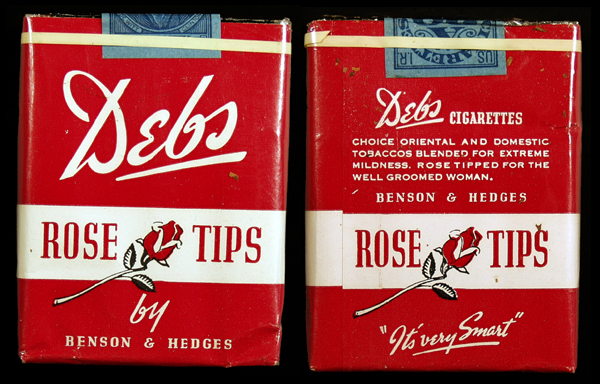 Debs
ROSE TIPS
by
BENSON & HEDGES
Debs CIGARETTES
CHOICE ORIENTAL AND DOMESTIC
TOBACCOS BLENDED FOR EXTREME
MILDNESS. ROSE TIPPED FOR THE
WELL GROOMED WOMAN.
BENSON & HEDGES
ROSE TIPS
"It's very Smart"